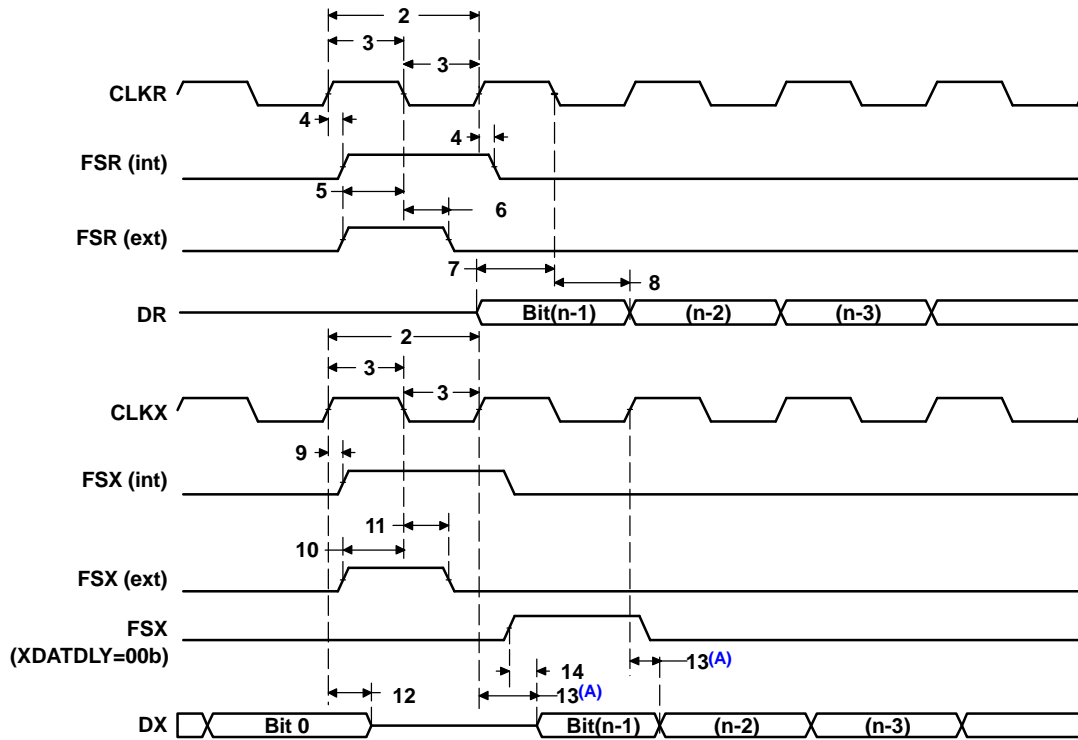 2
3
3
CLKR
4
4
FSR (int)
5
6
FSR (ext)
7
8
DR
Bit(n-1)
(n-2)
(n-3)
2
3
3
CLKX
9
FSX (int)
11
10
FSX (ext)
FSX
(XDATDLY=00b)
14
13(A)
12
13(A)
DX
Bit 0
Bit(n-1)
(n-2)
(n-3)